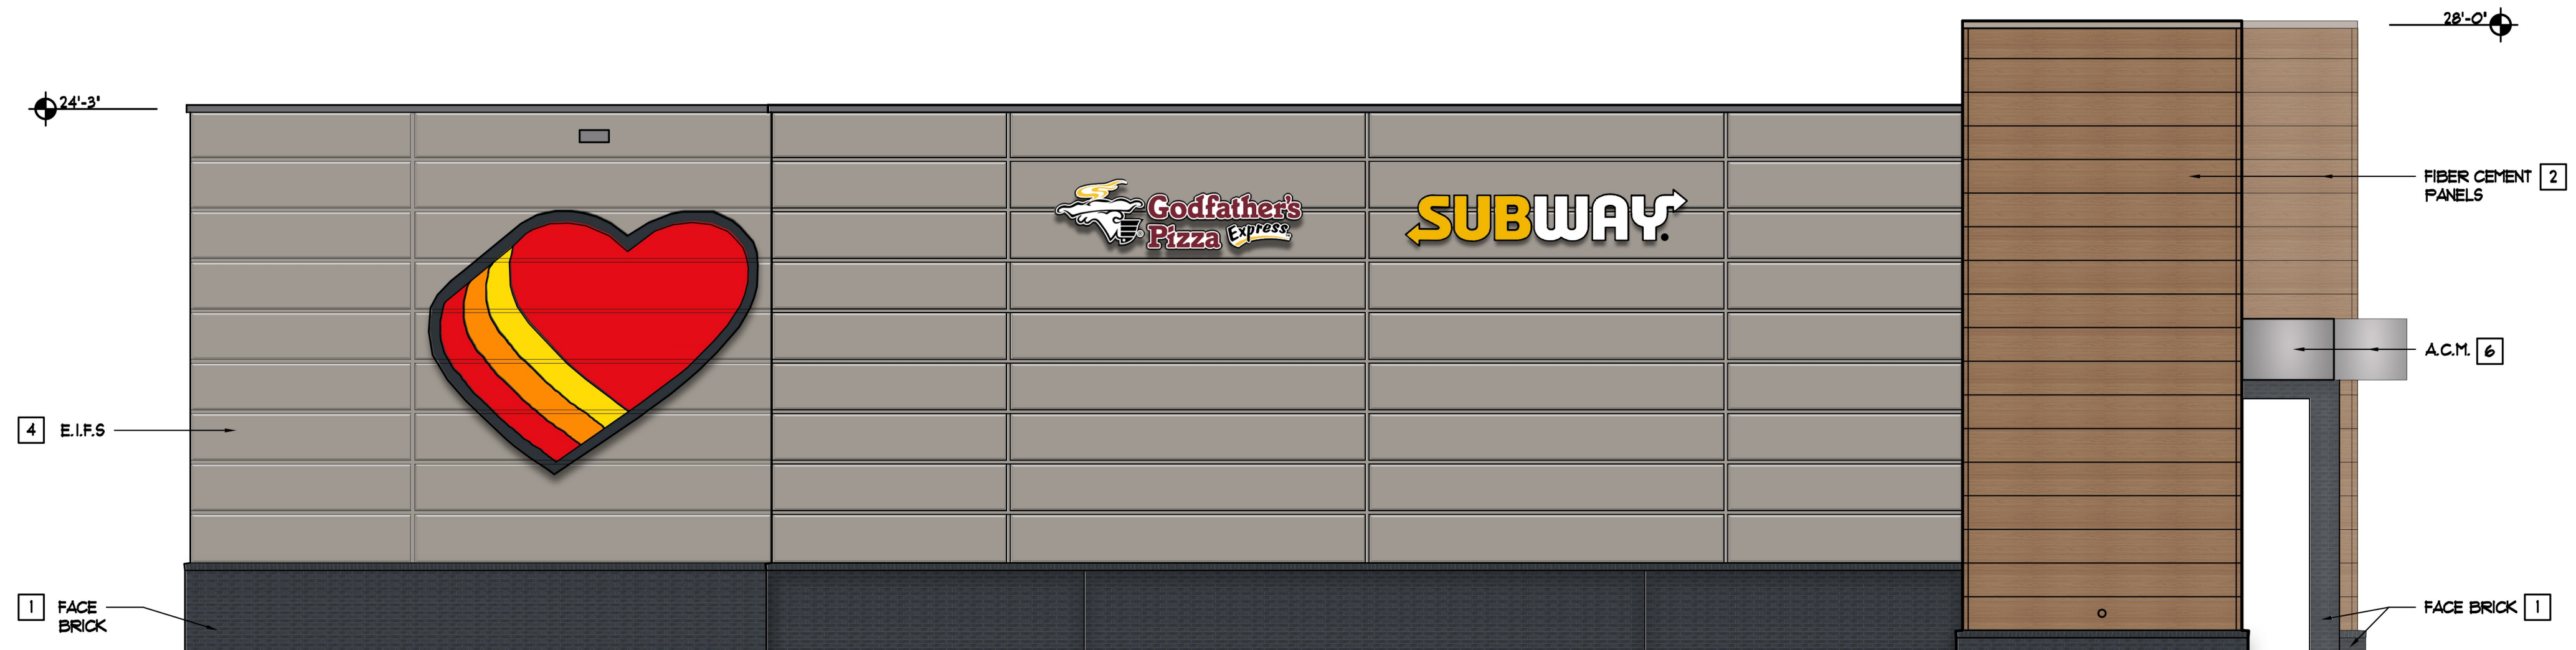 28'-0"
24'-3"
FIBER CEMENT 2
PANELS
Godfather's
Pizza Express
SUBWAY
A.C.M. 6
4 E.I.F.S
1 FACE
BRICK
FACE BRICK 1